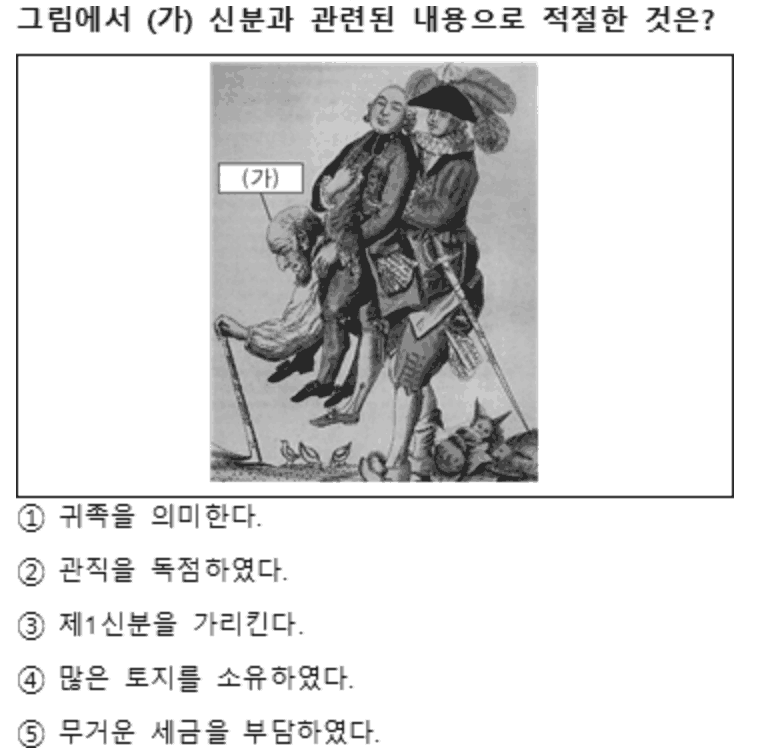 그림에서 (가) 신분과 관련된 내용으로 적절한 것은?
(가)
① 귀족을 의미한다.
② 관직을 독점하였다.
③ 제1신분을 가리킨다.
④ 많은 토지를 소유하였다.
⑤ 무거운 세금을 부담하였다.